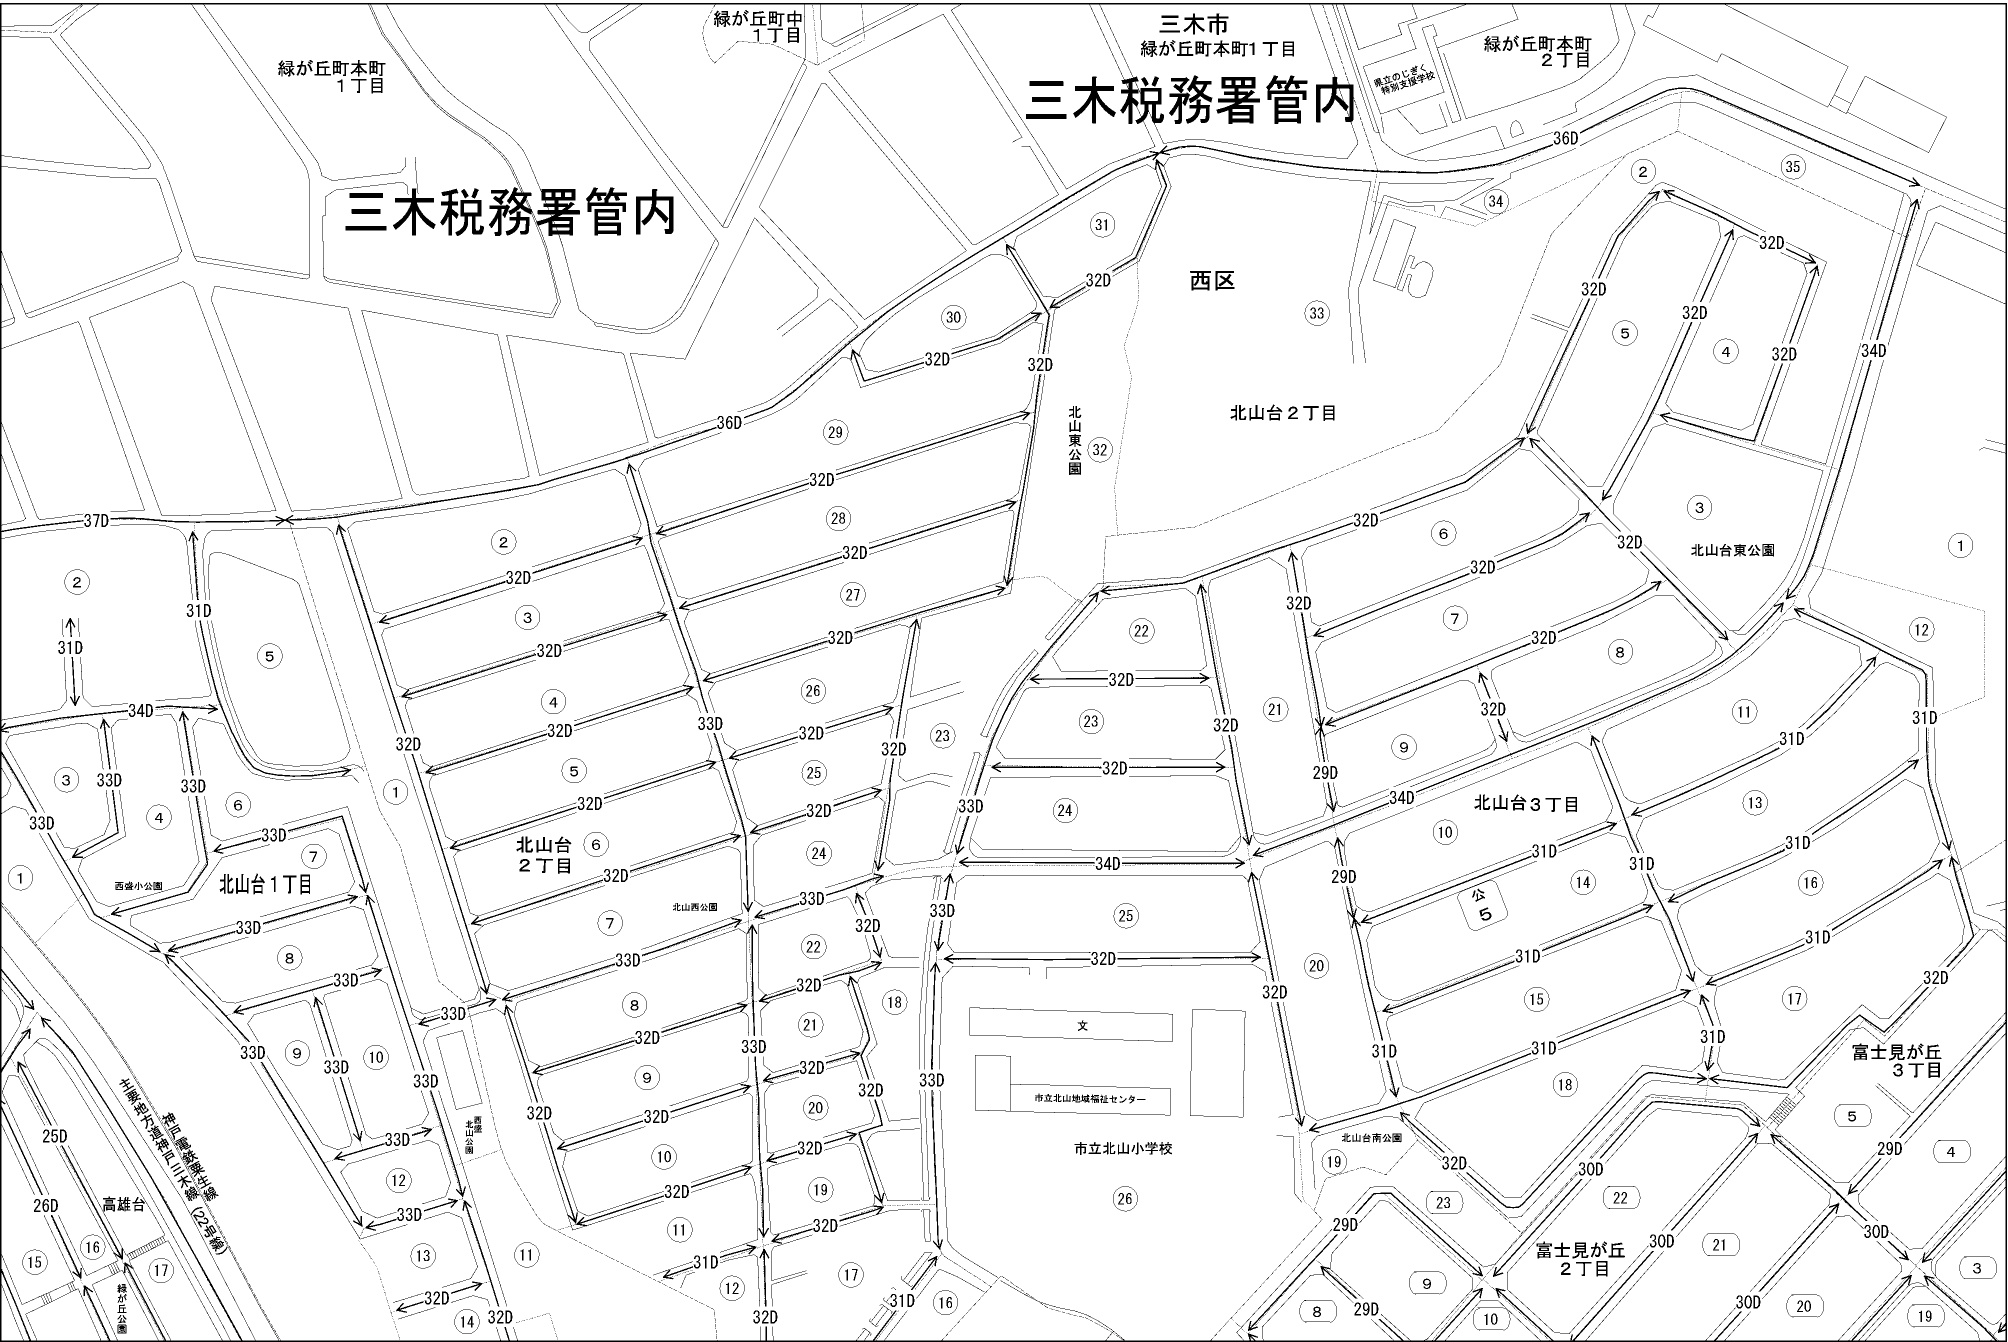 緑が丘町中
1丁目
三木市
緑が丘町本町1丁目
緑が丘町本町
2丁目
緑が丘町本町
1丁目
県立のじぎく
特別支援学校
三木税務署管内
36D
35
2
34
三木税務署管内
31
32D
32D
西区
33
30
32D
32D
32D
5
32D
4
32D
34D
36D
29
北山東公園
32
北山台2丁目
32D
28
37D
2
32D
32D
6
3
32D
北山台東公園
1
32D
32D
2
27
32D
31D
3
32D
7
12
31D
5
32D
22
32D
8
26
32D
4
32D
34D
33D
32D
32D
32D
23
23
21
32D
11
31D
31D
32D
25
32D
9
3
33D
33D
5
32D
32D
29D
1
34D
33D
4
6
32D
33D
24
北山台3丁目
13
10
33D
7
北山台
2丁目
6
24
34D
31D
31D
31D
1
西盛小公園
北山台1丁目
32D
33D
29D
公
5
14
16
33D
7
北山西公園
33D
32D
25
31D
31D
8
33D
22
32D
20
33D
32D
18
32D
15
17
32D
33D
8
21
文
33D
9
10
32D
33D
32D
31D
31D
31D
富士見が丘
3丁目
33D
33D
9
32D
33D
32D
18
主要地方道神戸三木線(22号線)
神戸電鉄粟生線
25D
西盛
北山公園
32D
32D
20
市立北山地域福祉センター
5
33D
10
32D
市立北山小学校
北山台南公園
19
32D
29D
4
26D
高雄台
12
33D
32D
19
26
23
30D
22
16
15
17
13
11
11
32D
29D
30D
30D
21
富士見が丘
2丁目
緑が丘公園
31D
12
17
16
31D
9
3
32D
14
32D
32D
8
29D
10
30D
20
19